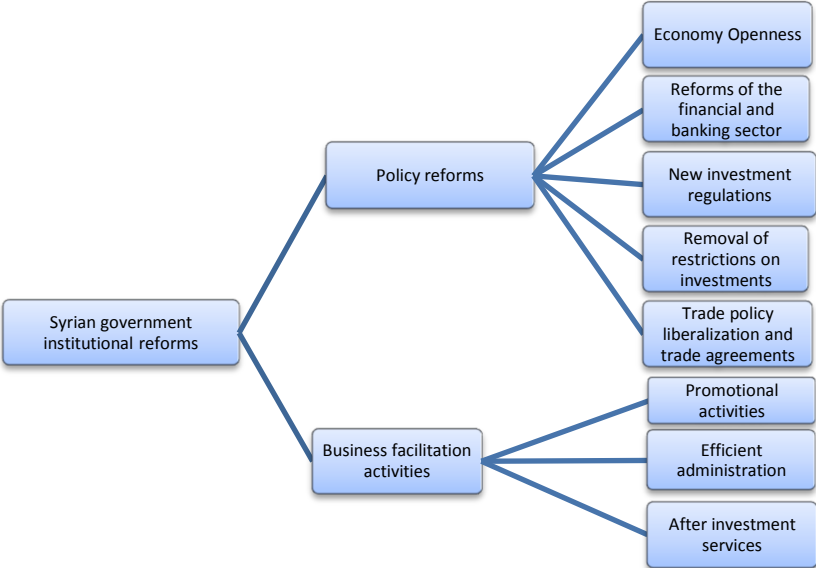 Economy Openness
Reforms of the
financial and
banking sector
Policy reforms
New investment
regulations
Removal of
restrictions on
investments
Syrian government
institutional reforms
Trade policy
liberalization and
trade agreements
Promotional
activities
Business facilitation
activities
Efficient
administration
After investment
services